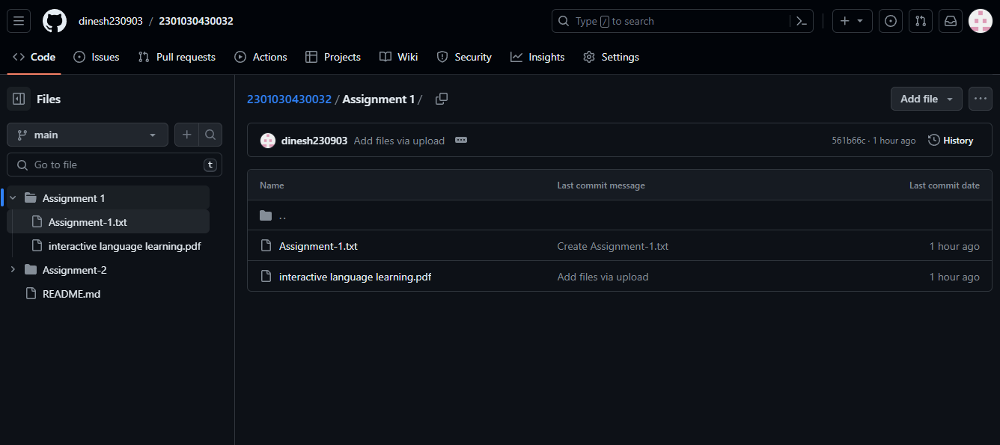 dinesh230903 / 2301030430032
Type / to search
Code Issues Pull requests Actions Projects Wiki Security Insights Settings
Files
main
Go to file t
Assignment 1
Assignment-1.txt
interactive language learning.pdf
Assignment-2
README.md
2301030430032 / Assignment 1 /
Add file
dinesh230903 Add files via upload 561b66c · 1 hour ago History
Name Last commit message Last commit date
..
Assignment-1.txt Create Assignment-1.txt 1 hour ago
interactive language learning.pdf Add files via upload 1 hour ago